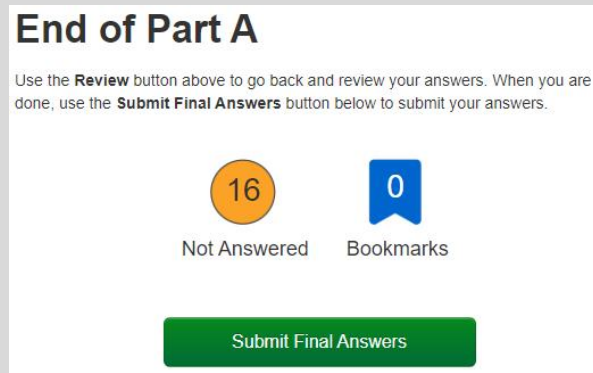 End of Part A
Use the Review button above to go back and review your answers. When you are
done, use the Submit Final Answers button below to submit your answers.
16
0
Not Answered
Bookmarks
Submit Final Answers